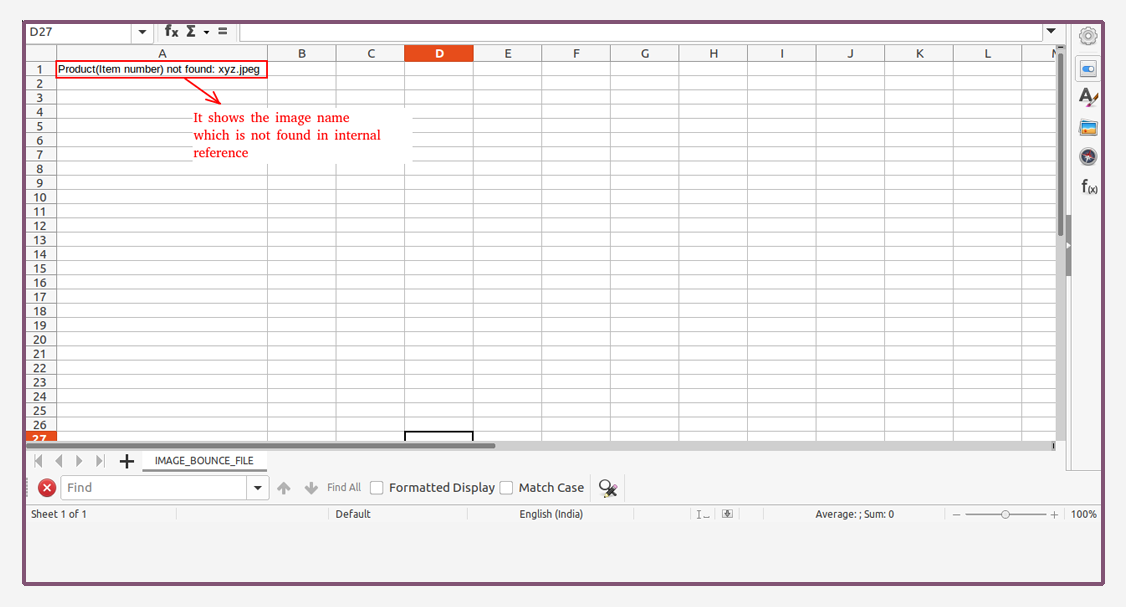 D27
fx Σ =
A B C D E F G H I J K L
1 Product(Item number) not found: xyz.jpeg
2
3
4
It shows the image name
5
which is not found in internal
6
reference
7
8
9
10
11
12
13
14
15
16
17
18
19
20
21
22
23
24
25
26
27
IMAGE_BOUNCE_FILE
Find Find All Formatted Display Match Case
Sheet 1 of 1 Default English (India) Average: ; Sum: 0 100%